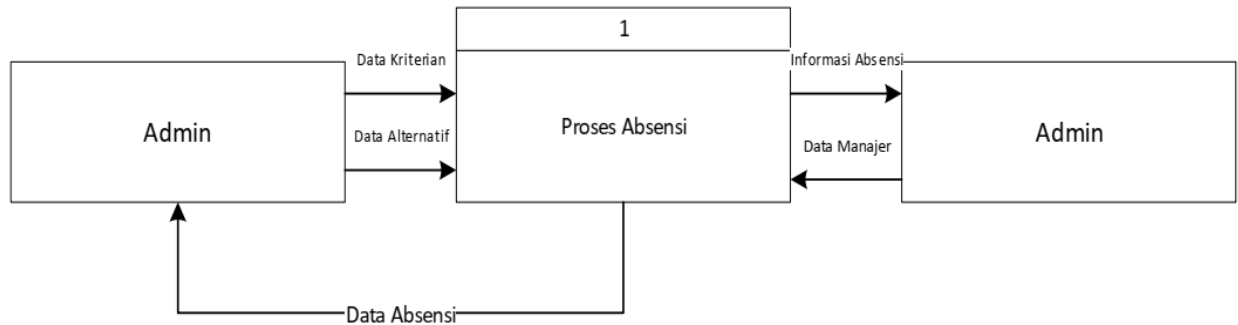 1
Data Kriterian
Informasi Absensi
Admin
Proses Absensi
Admin
Data Alternatif
Data Manajer
Data Absensi